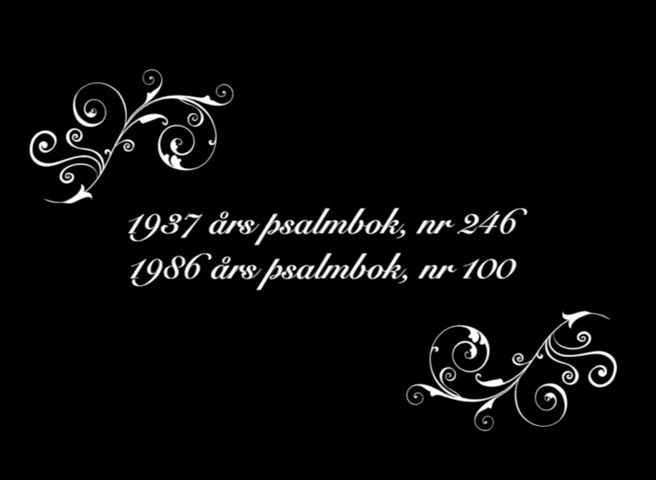 1937 års psalmbok, nr 246
1986 års psalmbok, nr 100